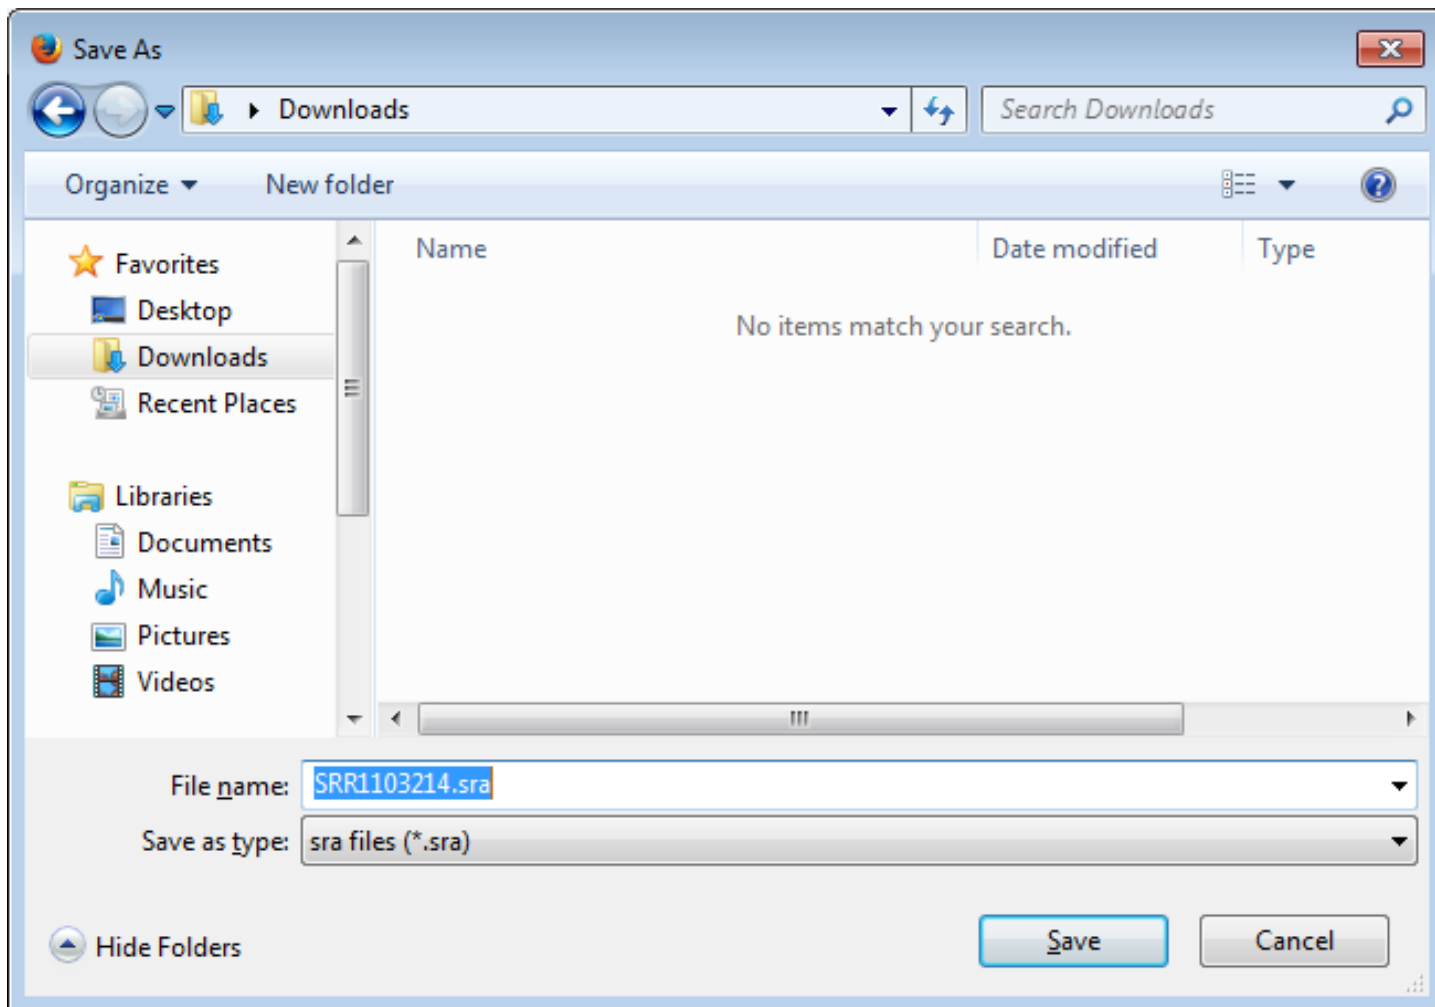 Save As
Downloads
Search Downloads
Organize
New folder
Favorites
Desktop
Downloads
Recent Places
Libraries
Documents
Music
Pictures
Videos
Name
Date modified
Type
No items match your search.
File name:
SRR1103214.sra
Save as type:
sra files (*.sra)
Hide Folders
Save
Cancel